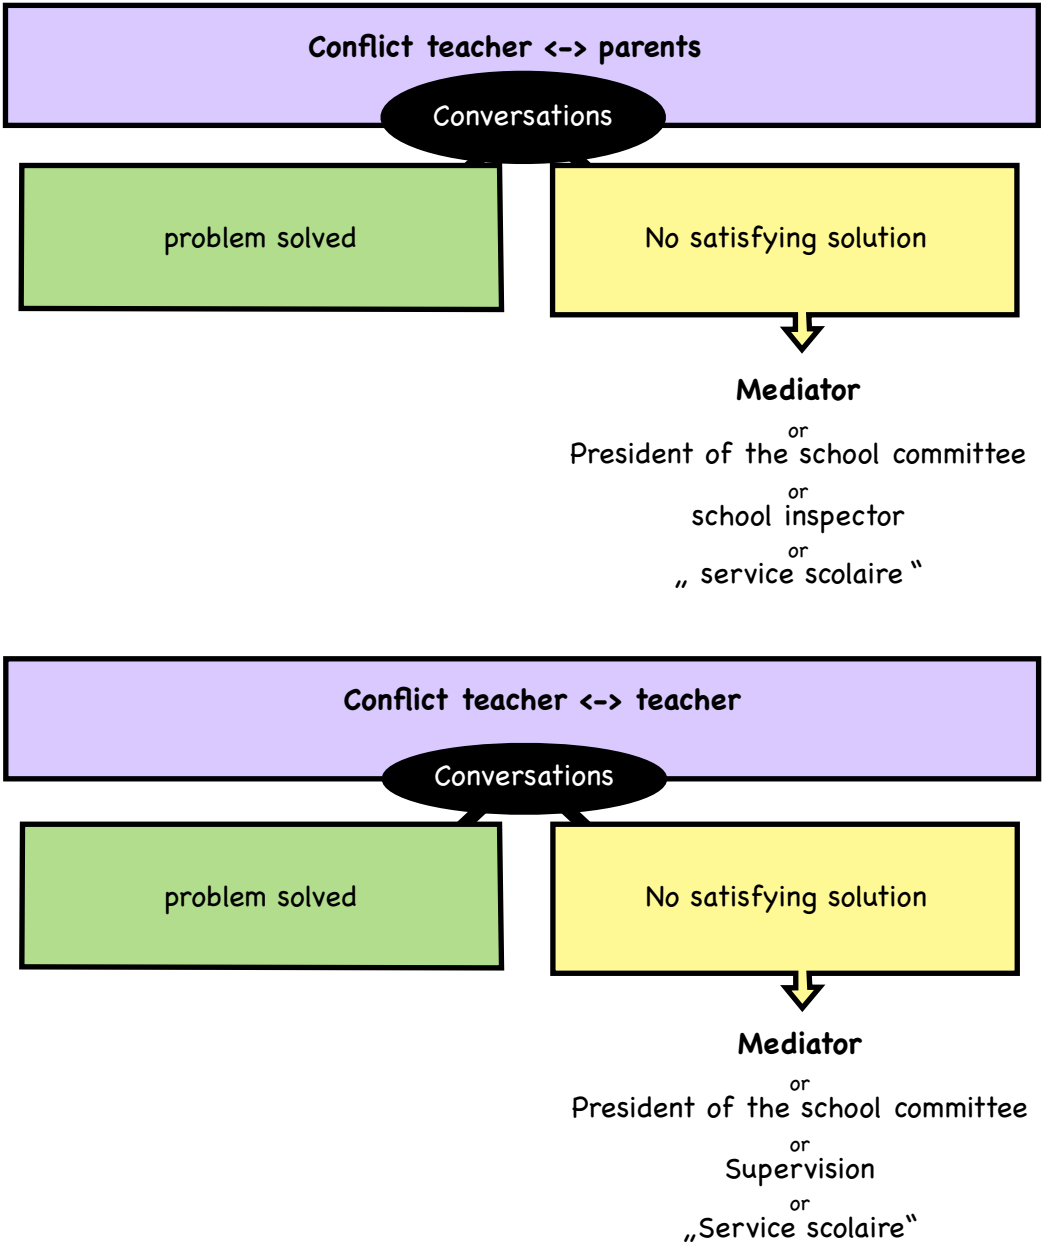 Conflict teacher <-> parents
Conversations
problem solved
No satisfying solution
Mediator
or
President of the school committee
or
school inspector
or
„ service scolaire “
Conflict teacher <-> teacher
Conversations
problem solved
No satisfying solution
Mediator
or
President of the school committee
or
Supervision
or
„Service scolaire“